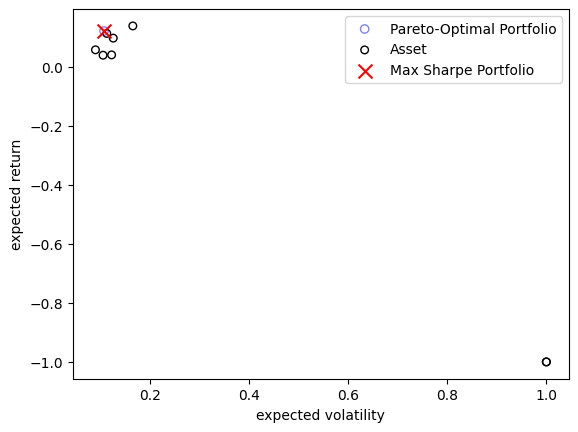 Pareto-Optimal Portfolio
Asset
Max Sharpe Portfolio
0.0
−0.2
−0.4
−0.6
−0.8
−1.0
expected return
0.2
0.4
0.6
0.8
1.0
expected volatility